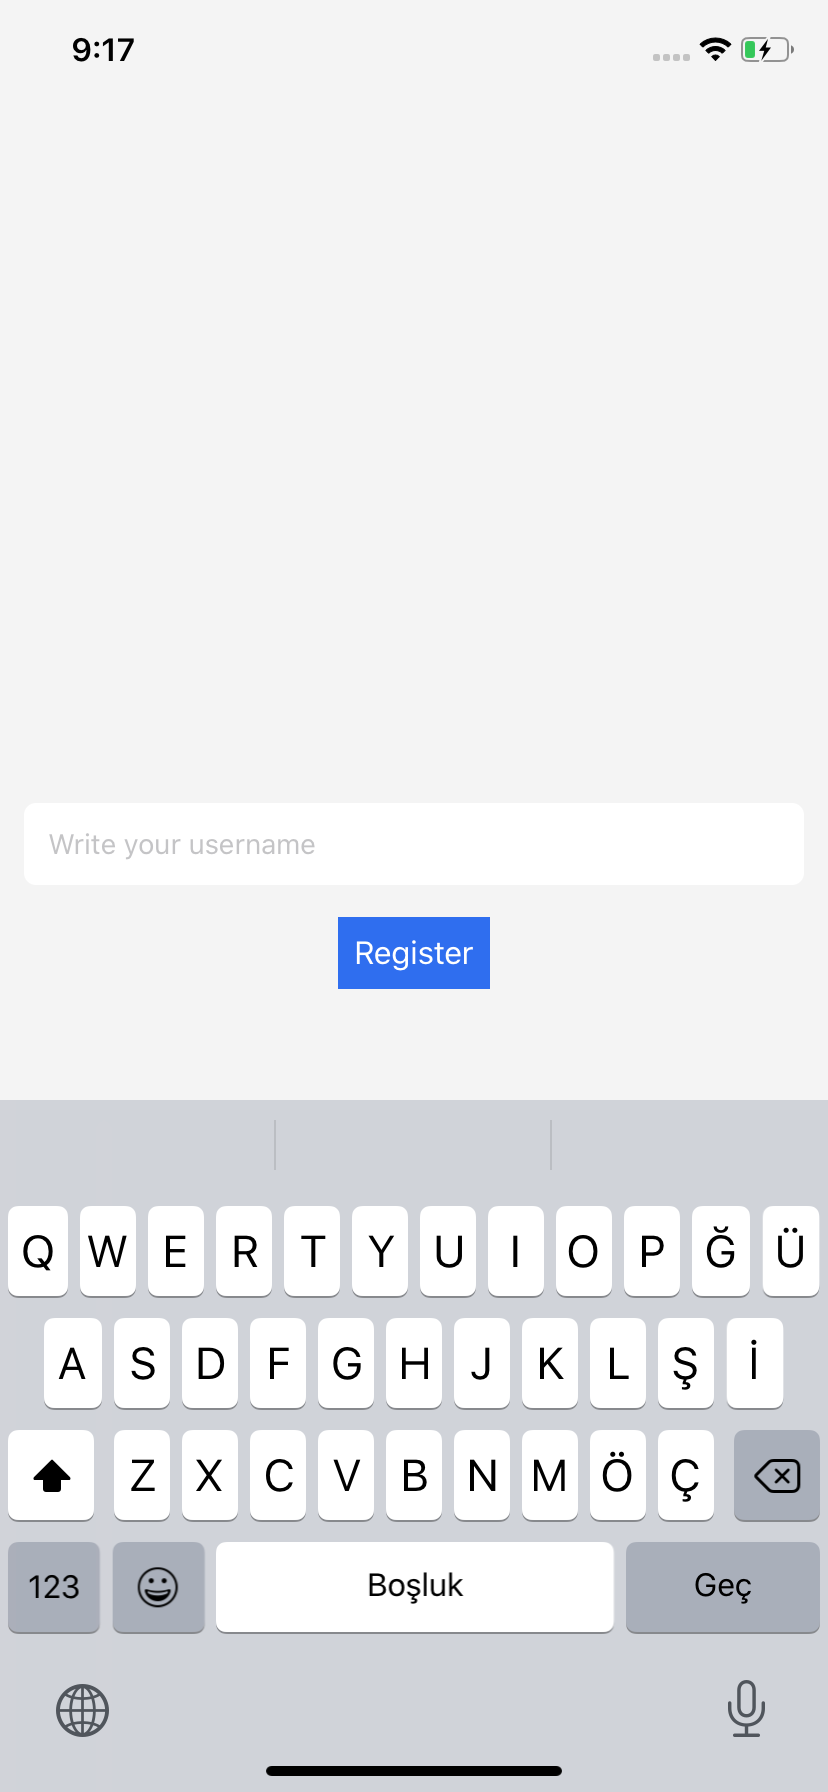 9:17
Write your username
Register
Q W E R T Y U I O P Ğ Ü
A S D F G H J K L Ş İ
Z X C V B N M Ö Ç
123 Boşluk Geç